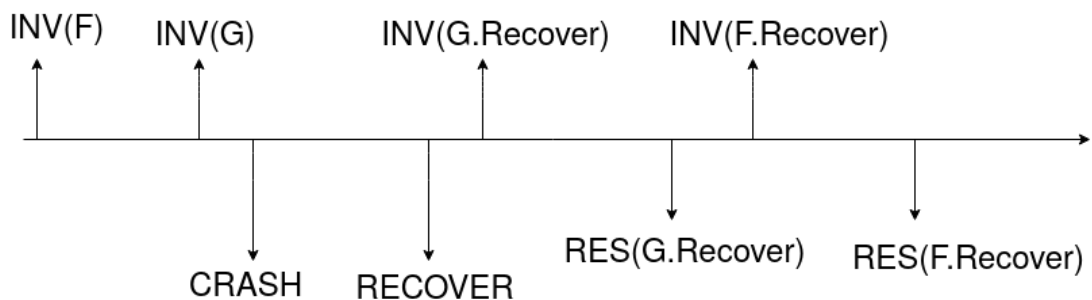 INV(F)
INV(G)
INV(G.Recover)
INV(F.Recover)
CRASH
RECOVER
RES(G.Recover)
RES(F.Recover)